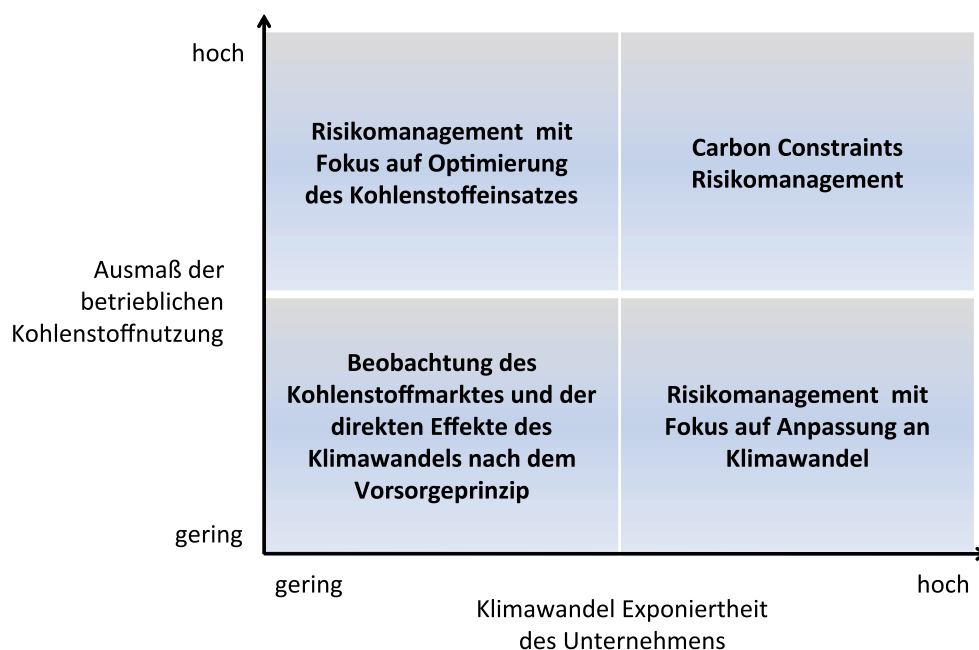 hoch
Risikomanagement mit
Fokus auf Optimierung
des Kohlenstoffeinsatzes
Carbon Constraints
Risikomanagement
Ausmaß der
betrieblichen
Kohlenstoffnutzung
Beobachtung des
Kohlenstoffmarktes und der
direkten Effekte des
Klimawandels nach dem
Vorsorgeprinzip
Risikomanagement mit
Fokus auf Anpassung an
Klimawandel
gering
gering
hoch
Klimawandel Exponiertheit
des Unternehmens